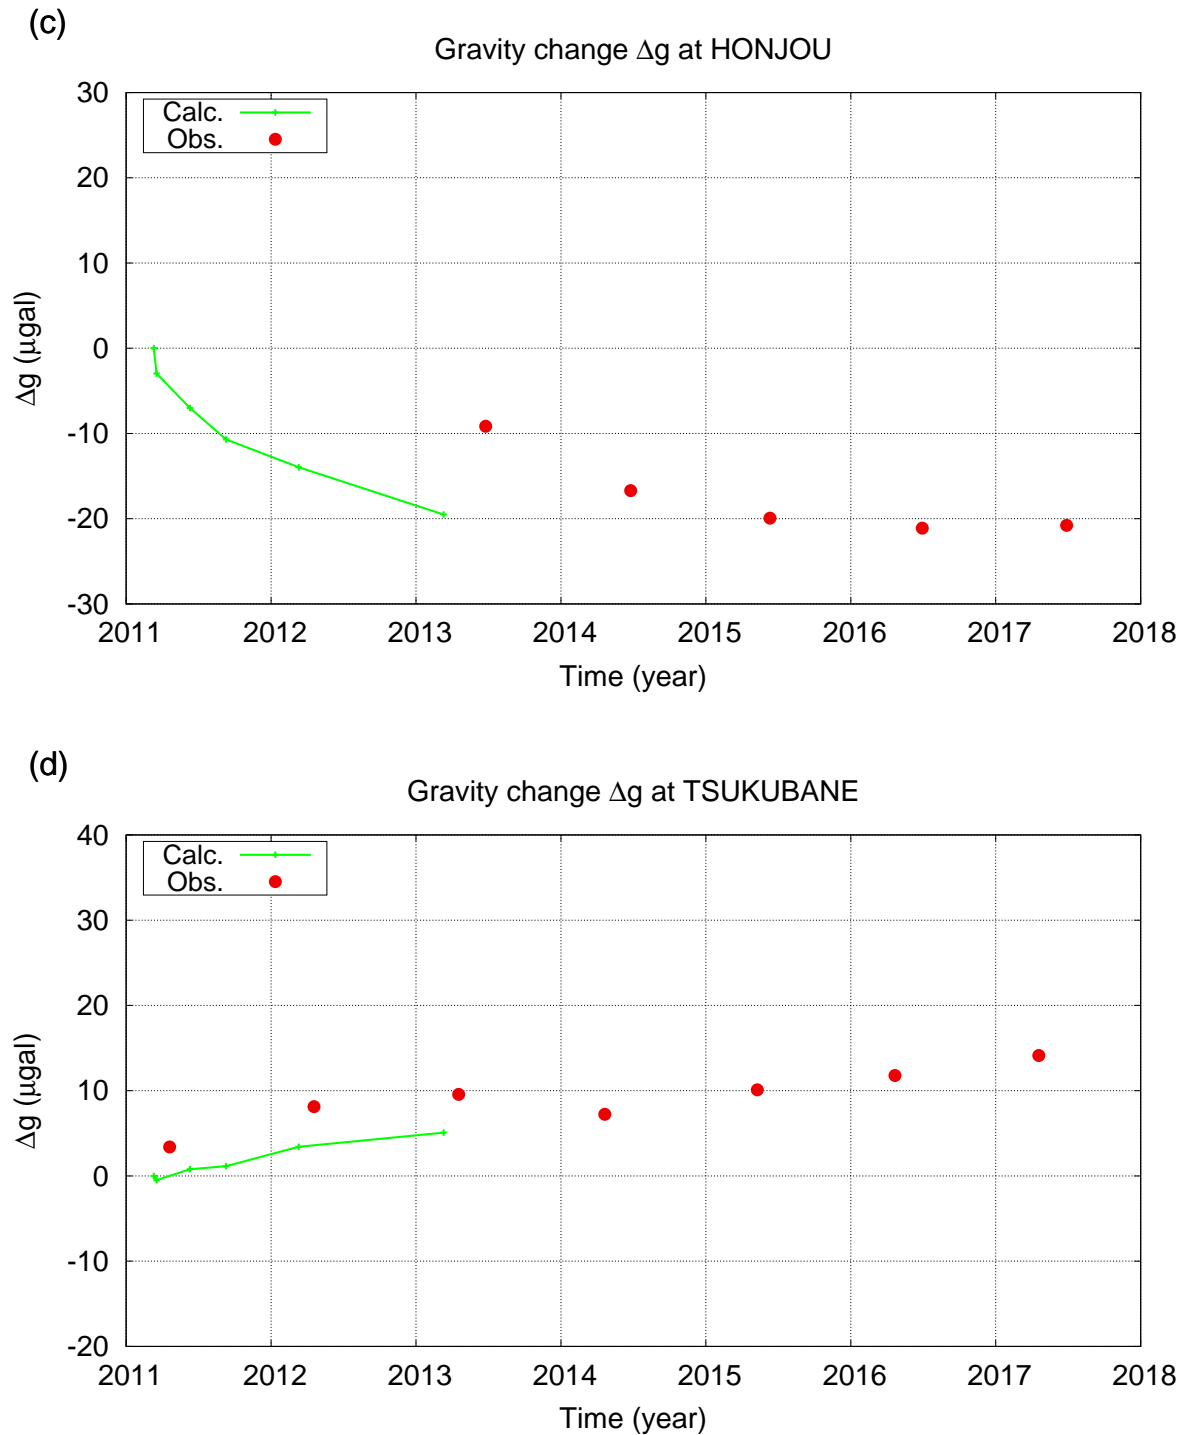 (c)
Gravity change Δg at HONJOU
Calc.
Obs.
30
20
10
0
-10
-20
-30
Δg (μgal)
2011 2012 2013 2014 2015 2016 2017 2018
Time (year)
(d)
Gravity change Δg at TSUKUBANE
Calc.
Obs.
40
30
20
10
0
-10
-20
Δg (μgal)
2011 2012 2013 2014 2015 2016 2017 2018
Time (year)